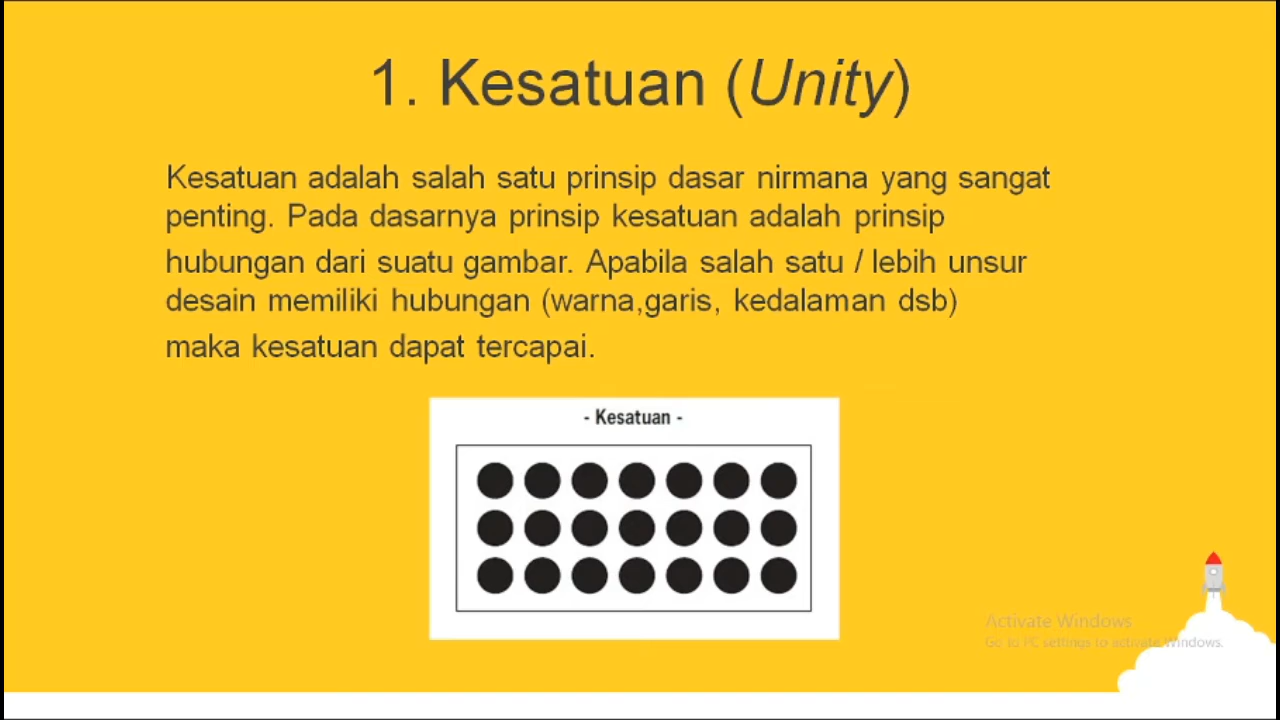 1. Kesatuan (Unity)
Kesatuan adalah salah satu prinsip dasar nirmana yang sangat
penting. Pada dasarnya prinsip kesatuan adalah prinsip
hubungan dari suatu gambar. Apabila salah satu / lebih unsur
desain memiliki hubungan (warna,garis, kedalaman dsb)
maka kesatuan dapat tercapai.
- Kesatuan -
Activate Windows
Go to PC settings to activate Windows.